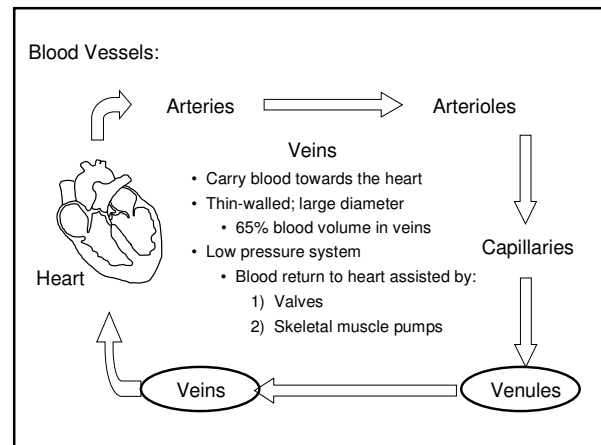 Blood Vessels:
Arteries
Arterioles
Veins
• Carry blood towards the heart
• Thin-walled; large diameter
• 65% blood volume in veins
• Low pressure system
• Blood return to heart assisted by:
1) Valves
2) Skeletal muscle pumps
Capillaries
Heart
Veins
Venules